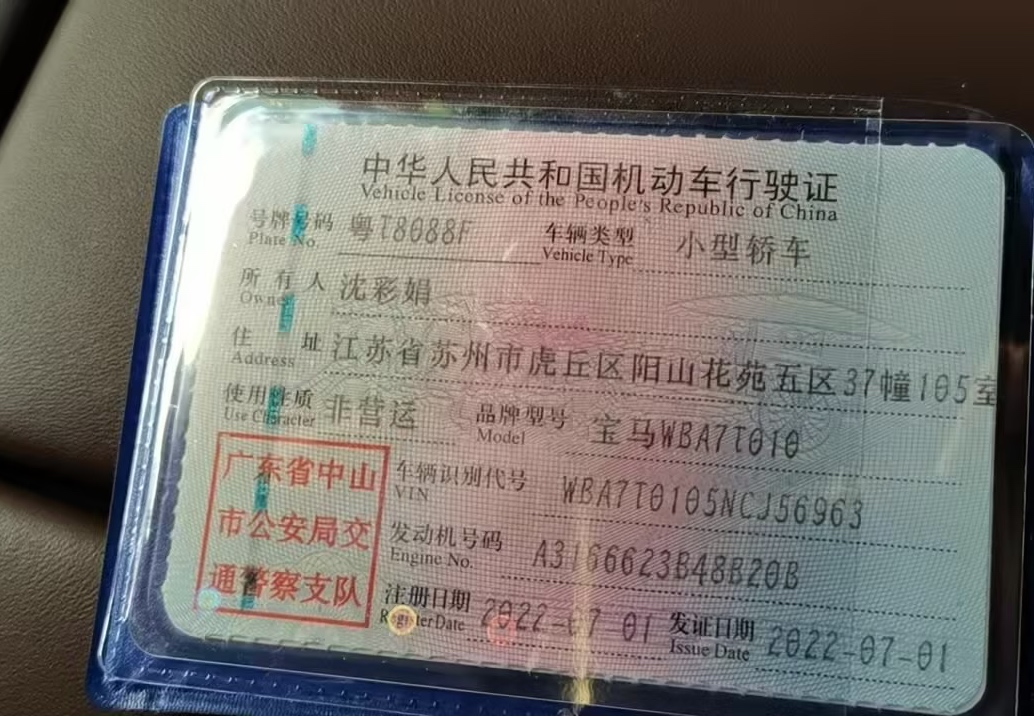 中华人民共和国机动车行驶证
Vehicle License of the People's Republic of China
号牌号码 粤T8088F 车辆类型 小型轿车
Plate No. Vehicle Type
所有人 沈彩娟
Owner
住址 江苏省苏州市虎丘区阳山花苑五区37幢105室
Address
使用性质 非营运 品牌型号 宝马WBA7T010
Use Character Model
广东省中山
市公安局交
通警察支队
车辆识别代号 WBA7T0105NCJ56963
VIN
发动机号码 A3166623B48B20B
Engine No.
注册日期 2022-07-01 发证日期 2022-07-01
Register Date Issue Date